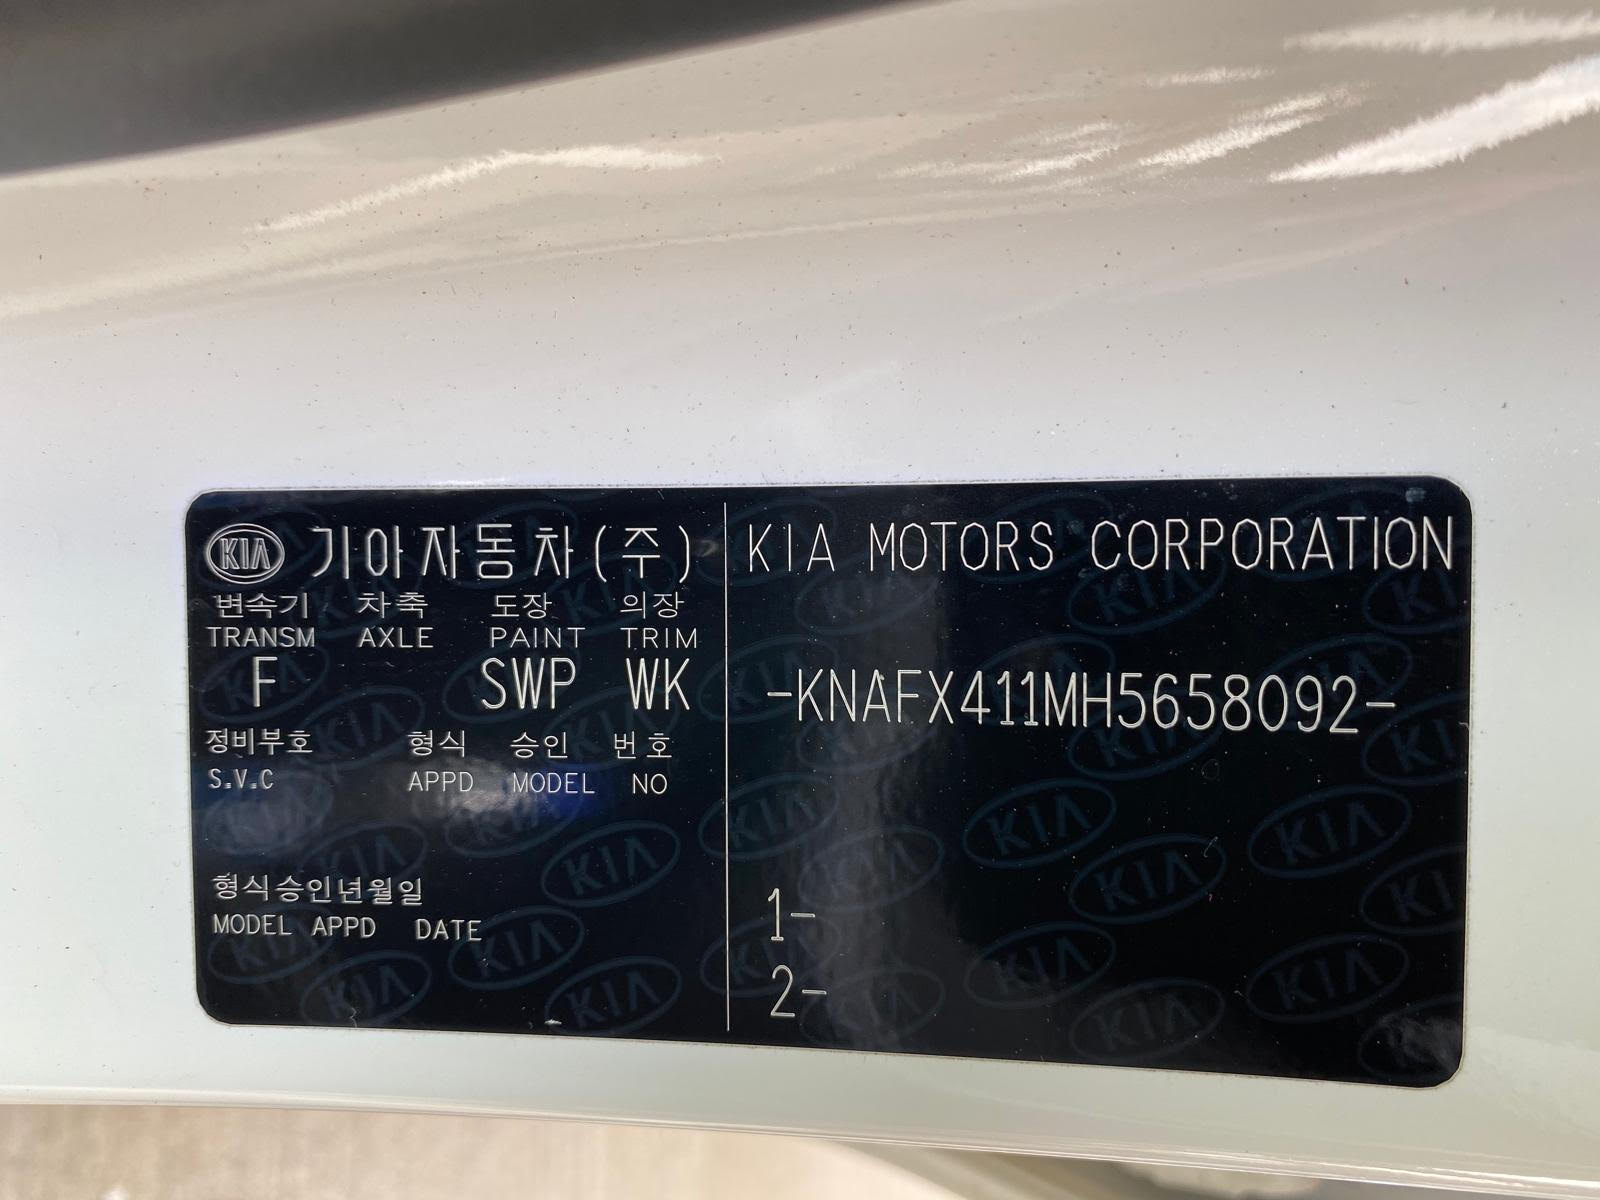 KIA 기아자동차(주)
변속기 차축 도장 의장
TRANSM AXLE PAINT TRIM
F SWP WK
정비부호 형식 승인 번호
S.V.C APPD MODEL NO
형식승인년월일
MODEL APPD DATE
KIA MOTORS CORPORATION
-KNAFX411MH5658092-
1-
2-